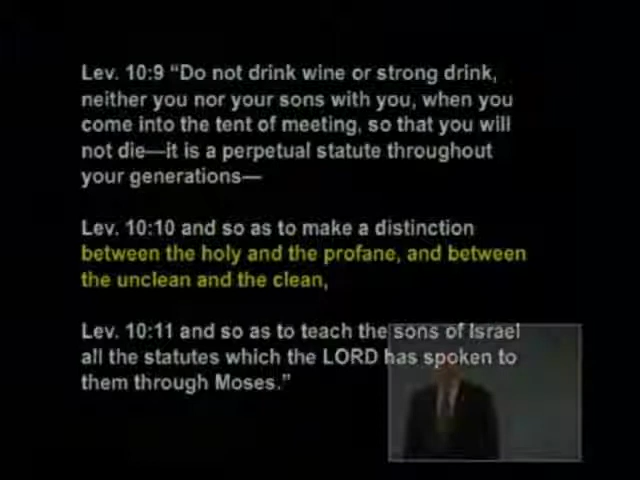 Lev. 10:9 “Do not drink wine or strong drink,
neither you nor your sons with you, when you
come into the tent of meeting, so that you will
not die—it is a perpetual statute throughout
your generations—
Lev. 10:10 and so as to make a distinction
between the holy and the profane, and between
the unclean and the clean,
Lev. 10:11 and so as to teach the sons of Israel
all the statutes which the LORD has spoken to
them through Moses.”